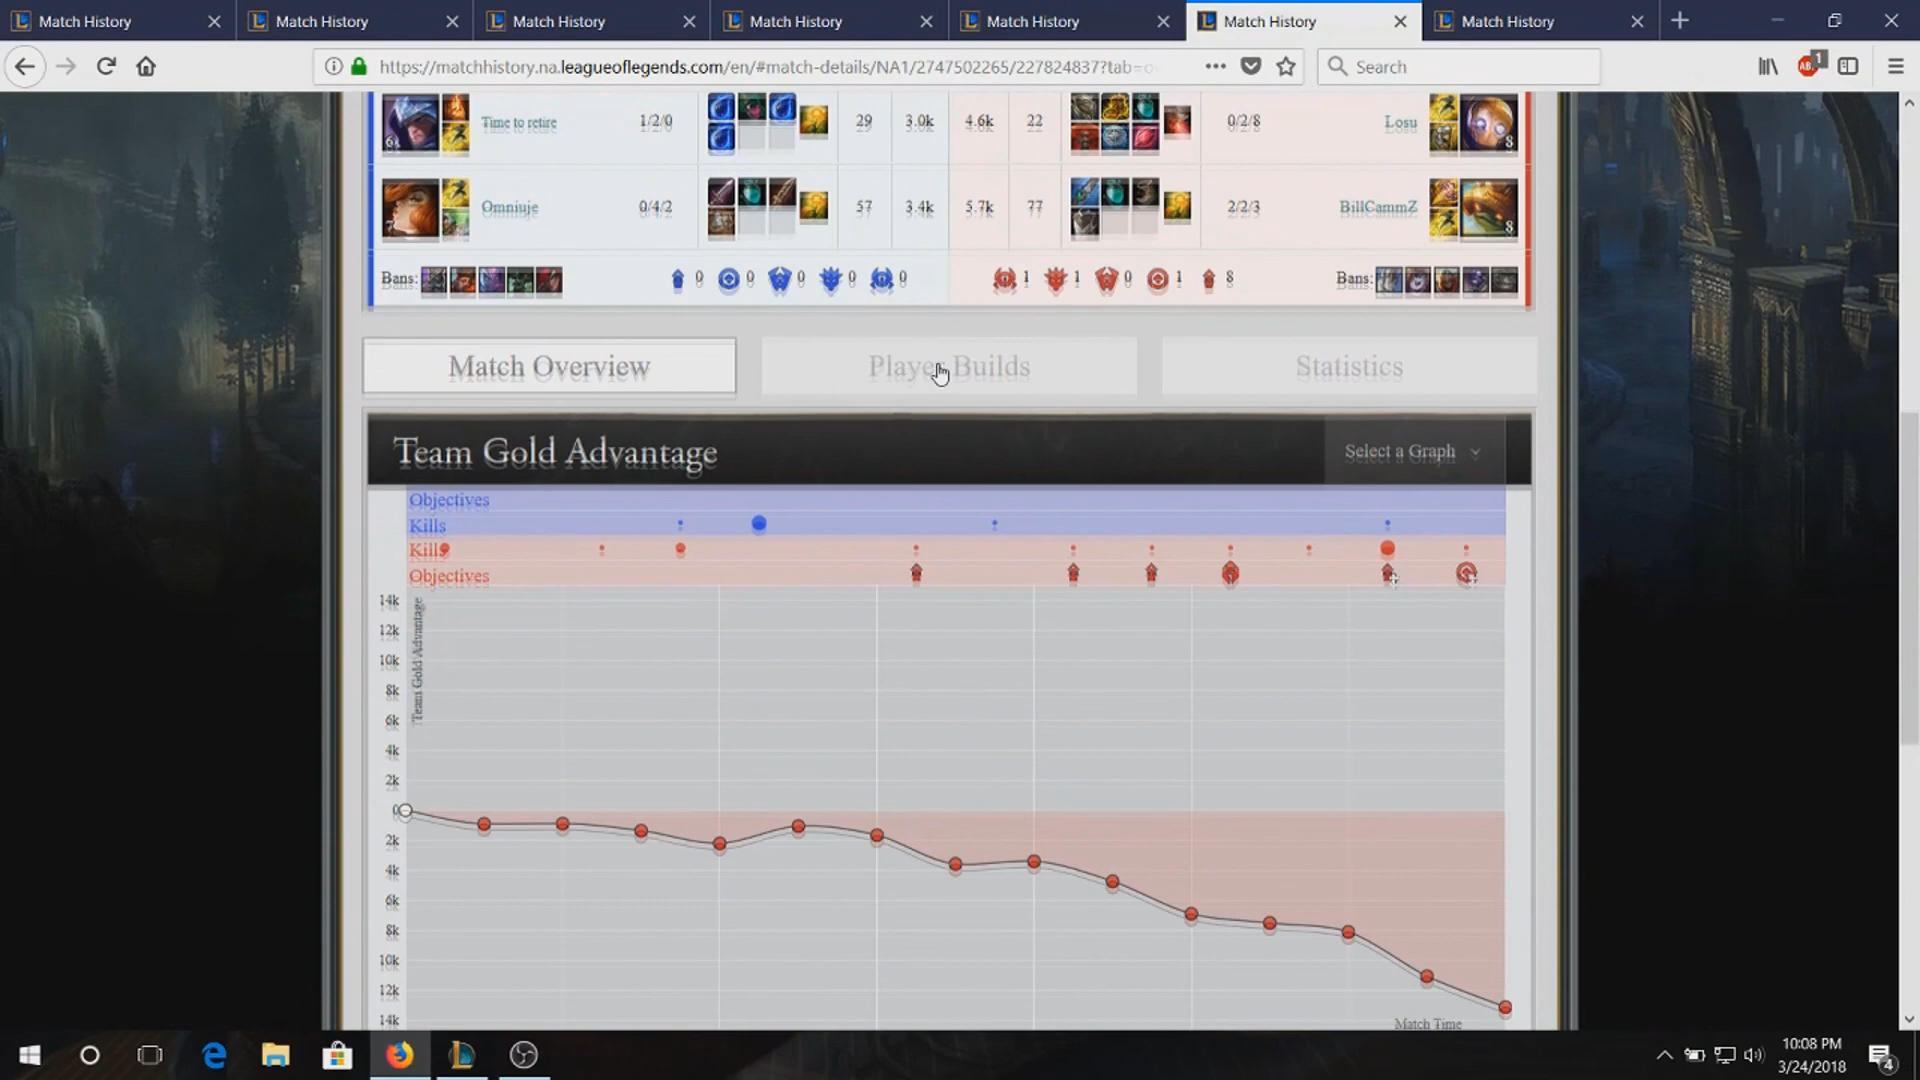 Match History
Match History
Match History
Match History
Match History
Match History
Match History
https://matchhistory.na.leagueoflegends.com/en/#match-details/NA1/2747502265/227824837?tab=o
Search
Time to retire 1/2/0 29 3.0k 4.6k 22 0/2/8 Losu
6 8
Omniuje 0/4/2 57 3.4k 5.7k 77 2/2/3 BillCammZ
7 8
Bans: 0 0 0 0 0 1 1 0 1 8 Bans:
Match Overview
Player Builds
Statistics
Team Gold Advantage
Select a Graph
Objectives
Kills
Kills
Objectives
14k
12k
10k
8k
6k
4k
2k
0
2k
4k
6k
8k
10k
12k
14k
Team Gold Advantage
Match Time
10:08 PM
3/24/2018
4